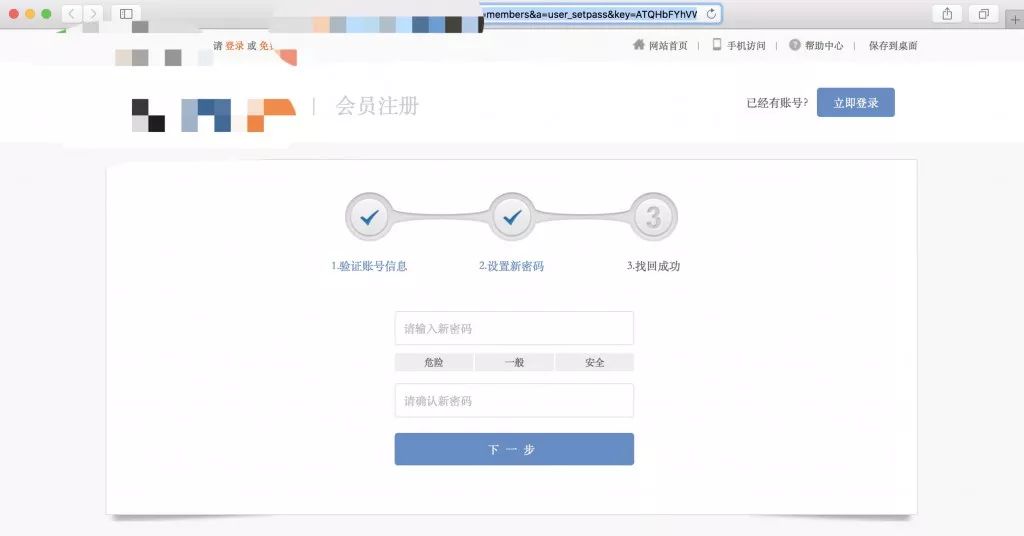 =members&a=user_setpass&key=ATQHbFYhVV
请 登录 或
网站首页 | 手机访问 | 帮助中心 | 保存到桌面
会员注册
已经有账号? 立即登录
3
1.验证账号信息 2.设置新密码 3.找回成功
请输入新密码
危险 一般 安全
请确认新密码
下一步